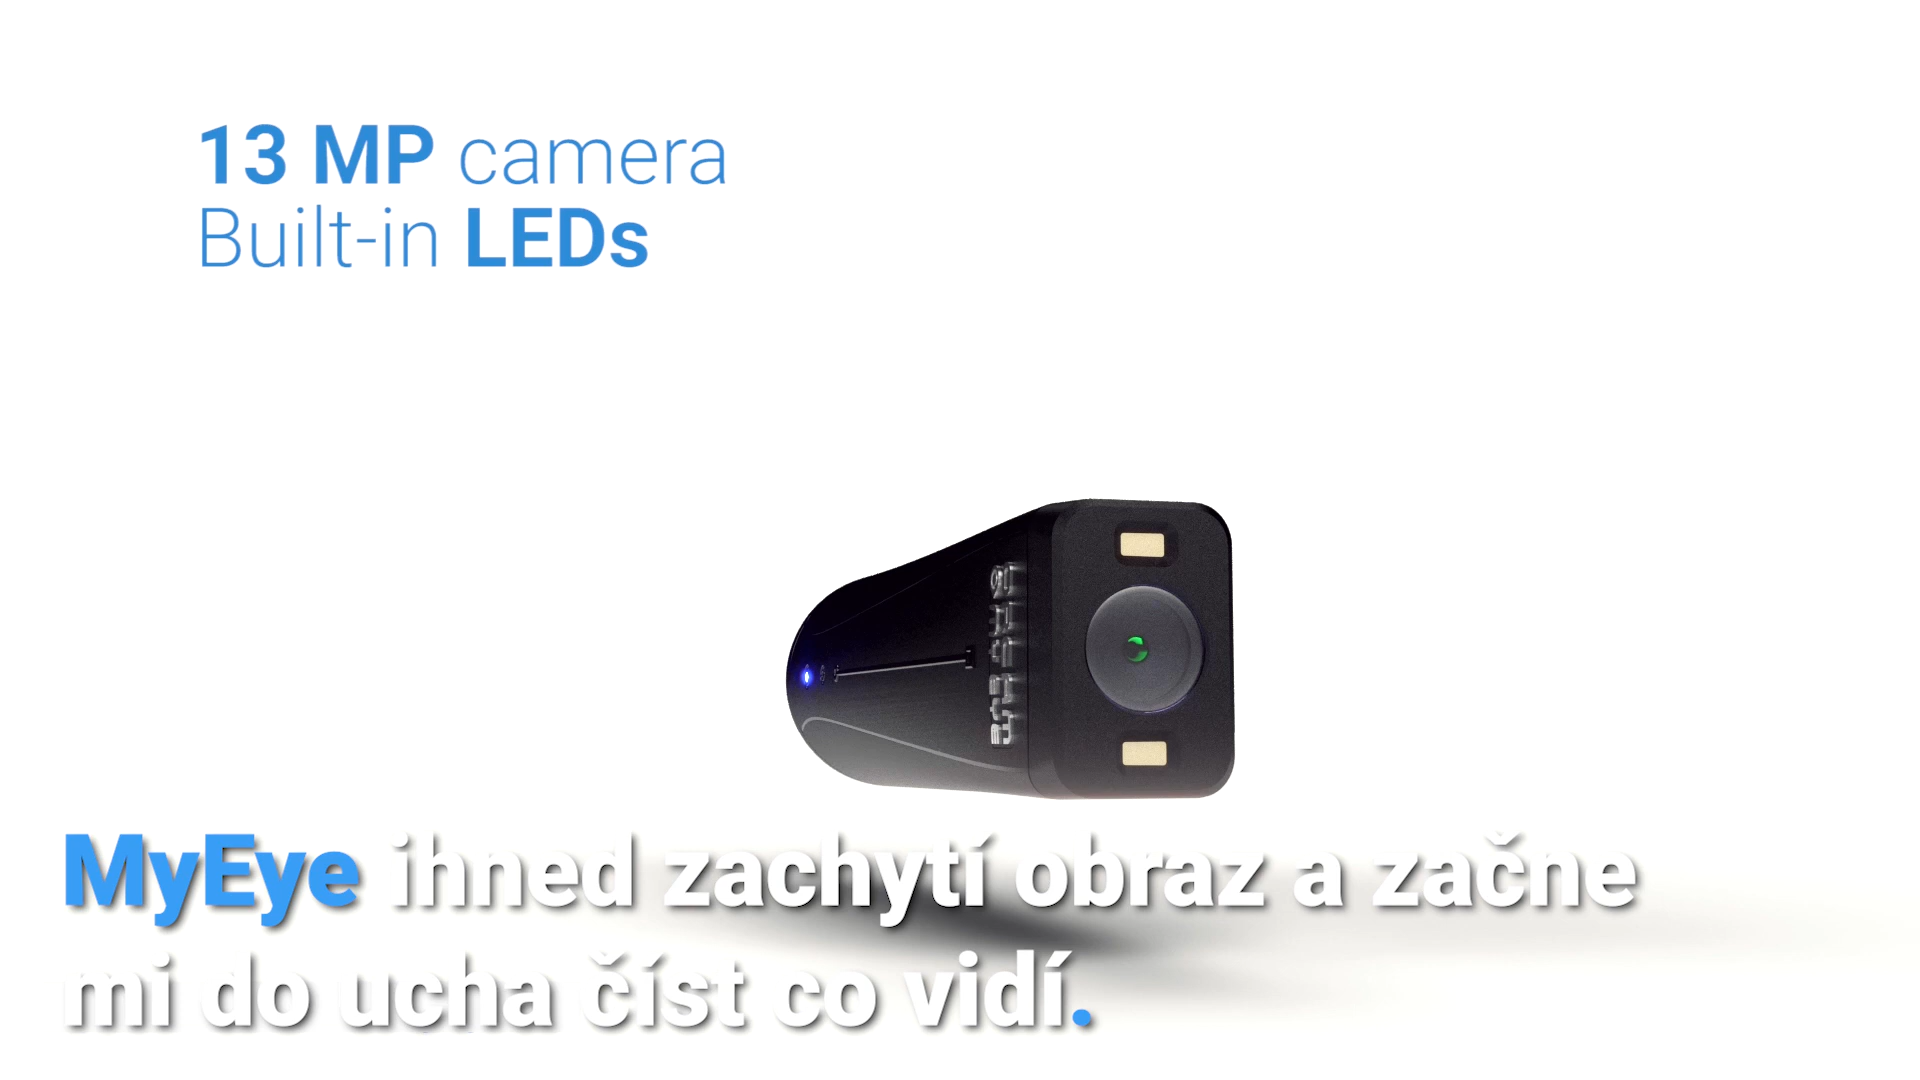 13 MP camera
Built-in LEDs
MyEye ihned zachytí obraz a začne
mi do ucha číst co vidí.